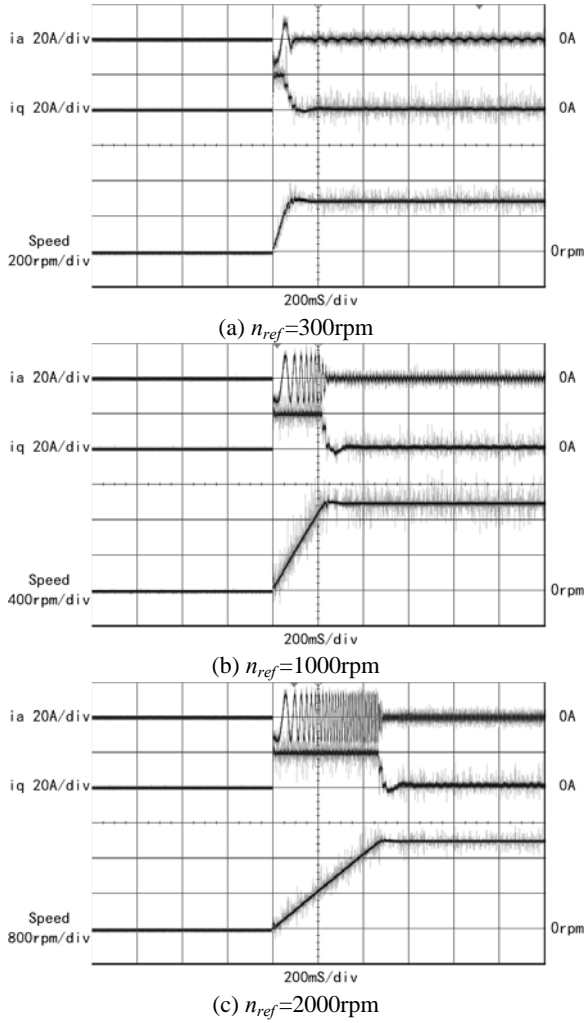 ia 20A/div
0A
iq 20A/div
0A
Speed
200rpm/div
0rpm
200mS/div
(a) nref=300rpm
ia 20A/div
iq 20A/div
0A
Speed
400rpm/div
0rpm
200mS/div
(b) nref=1000rpm
ia 20A/div
0A
iq 20A/div
0A
Speed
800rpm/div
0rpm
200mS/div
(c) nref=2000rpm